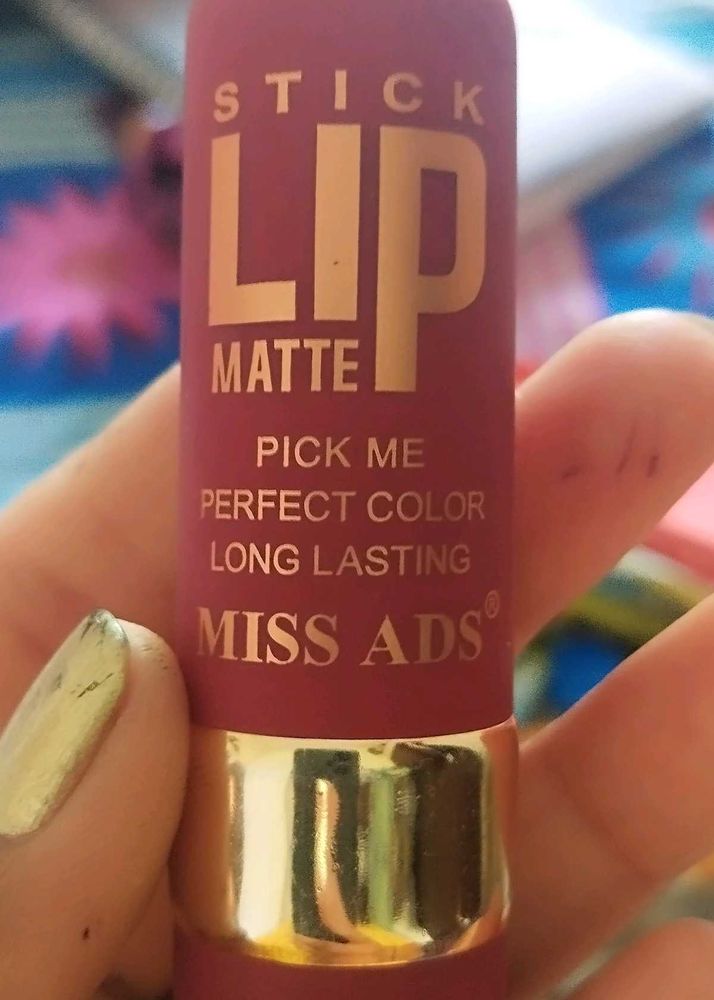 STICK
LIP
MATTE
PICK ME
PERFECT COLOR
LONG LASTING
MISS ADS®